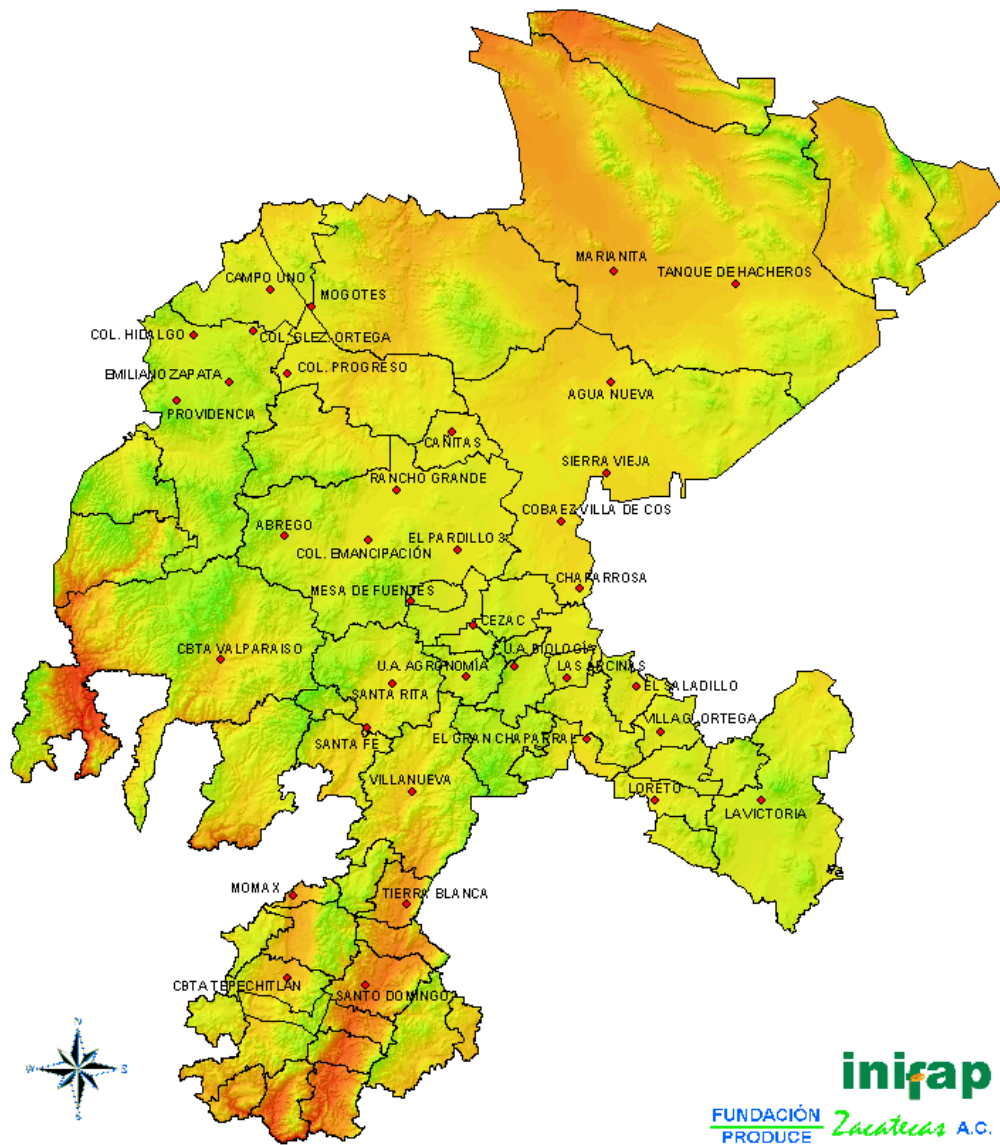 MARIANITA
TANQUE DE HACHEROS
CAMPO UNO
MOGOTES
COL. HIDALGO
COL. GLEZ. ORTEGA
COL. PROGRESO
EMILIANO ZAPATA
AGUA NUEVA
PROVIDENCIA
CAÑITAS
SIERRA VIEJA
RANCHO GRANDE
COBAEZ VILLA DE COS
ABREGO
EL PARDILLO 3
COL. EMANCIPACIÓN
CHAPARROSA
MESA DE FUENTES
CEZAC
U.A. BIOLOGÍA
CBTA VALPARAISO
U.A. AGRONOMÍA
LAS ARCINAS
SANTA RITA
EL SALADILLO
VILLA G. ORTEGA
SANTA FE
EL GRAN CHAPARRAL
VILLANUEVA
LORETO
LA VICTORIA
MOMAX
TIERRA BLANCA
CBTA TEPECHITLÁN
SANTO DOMINGO
N
W
S
inifap
FUNDACIÓN
PRODUCE Zacatecas A.C.